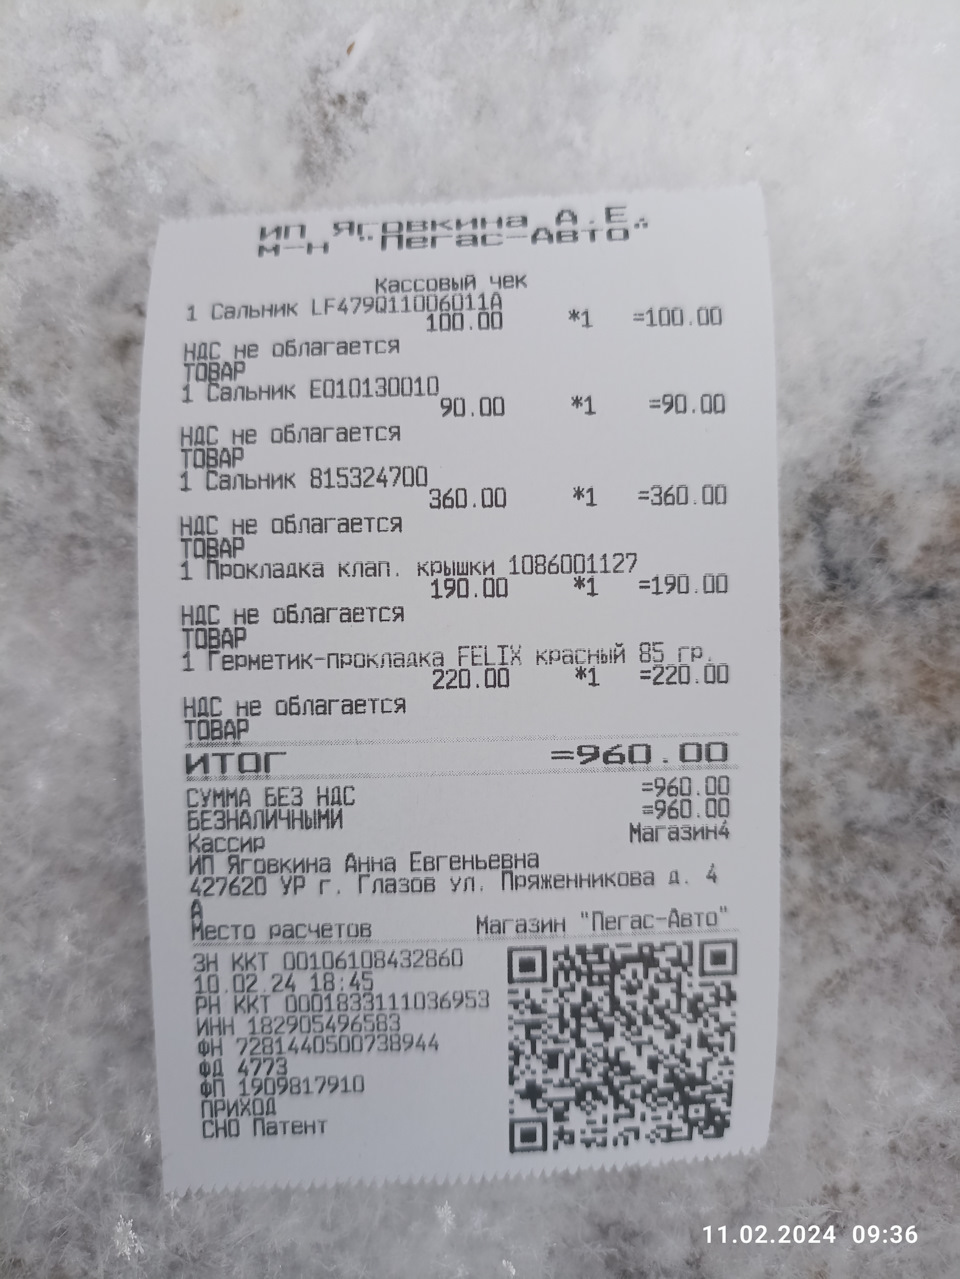 ИП Яговкина А.Е.
м-н "Пегас-Авто"
Кассовый чек
1 Сальник LF479Q11006011A
100.00 *1 =100.00
НДС не облагается
ТОВАР
1 Сальник E010130010
90.00 *1 =90.00
НДС не облагается
ТОВАР
1 Сальник 815324700
360.00 *1 =360.00
НДС не облагается
ТОВАР
1 Прокладка клап. крышки 1086001127
190.00 *1 =190.00
НДС не облагается
ТОВАР
1 Герметик-прокладка FELIX красный 85 гр.
220.00 *1 =220.00
НДС не облагается
ТОВАР
ИТОГ =960.00
СУММА БЕЗ НДС =960.00
БЕЗНАЛИЧНЫМИ =960.00
Кассир Магазин4
ИП Яговкина Анна Евгеньевна
427620 УР г. Глазов ул. Пряженникова д. 4
А
Место расчетов Магазин "Пегас-Авто"
ЗН ККТ 00106108432860
10.02.24 18:45
РН ККТ 0001833111036953
ИНН 182905496583
ФН 7281440500738944
ФД 4773
ФП 1909817910
ПРИХОД
СНО Патент
11.02.2024 09:36